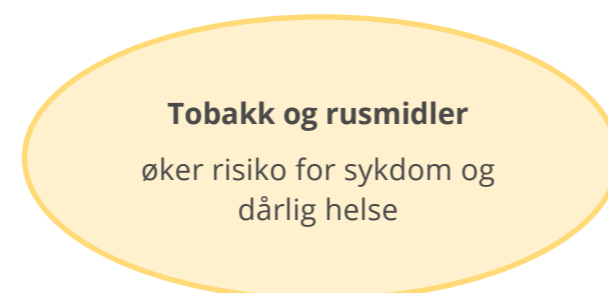 Tobakk og rusmidler
øker risiko for sykdom og
dårlig helse